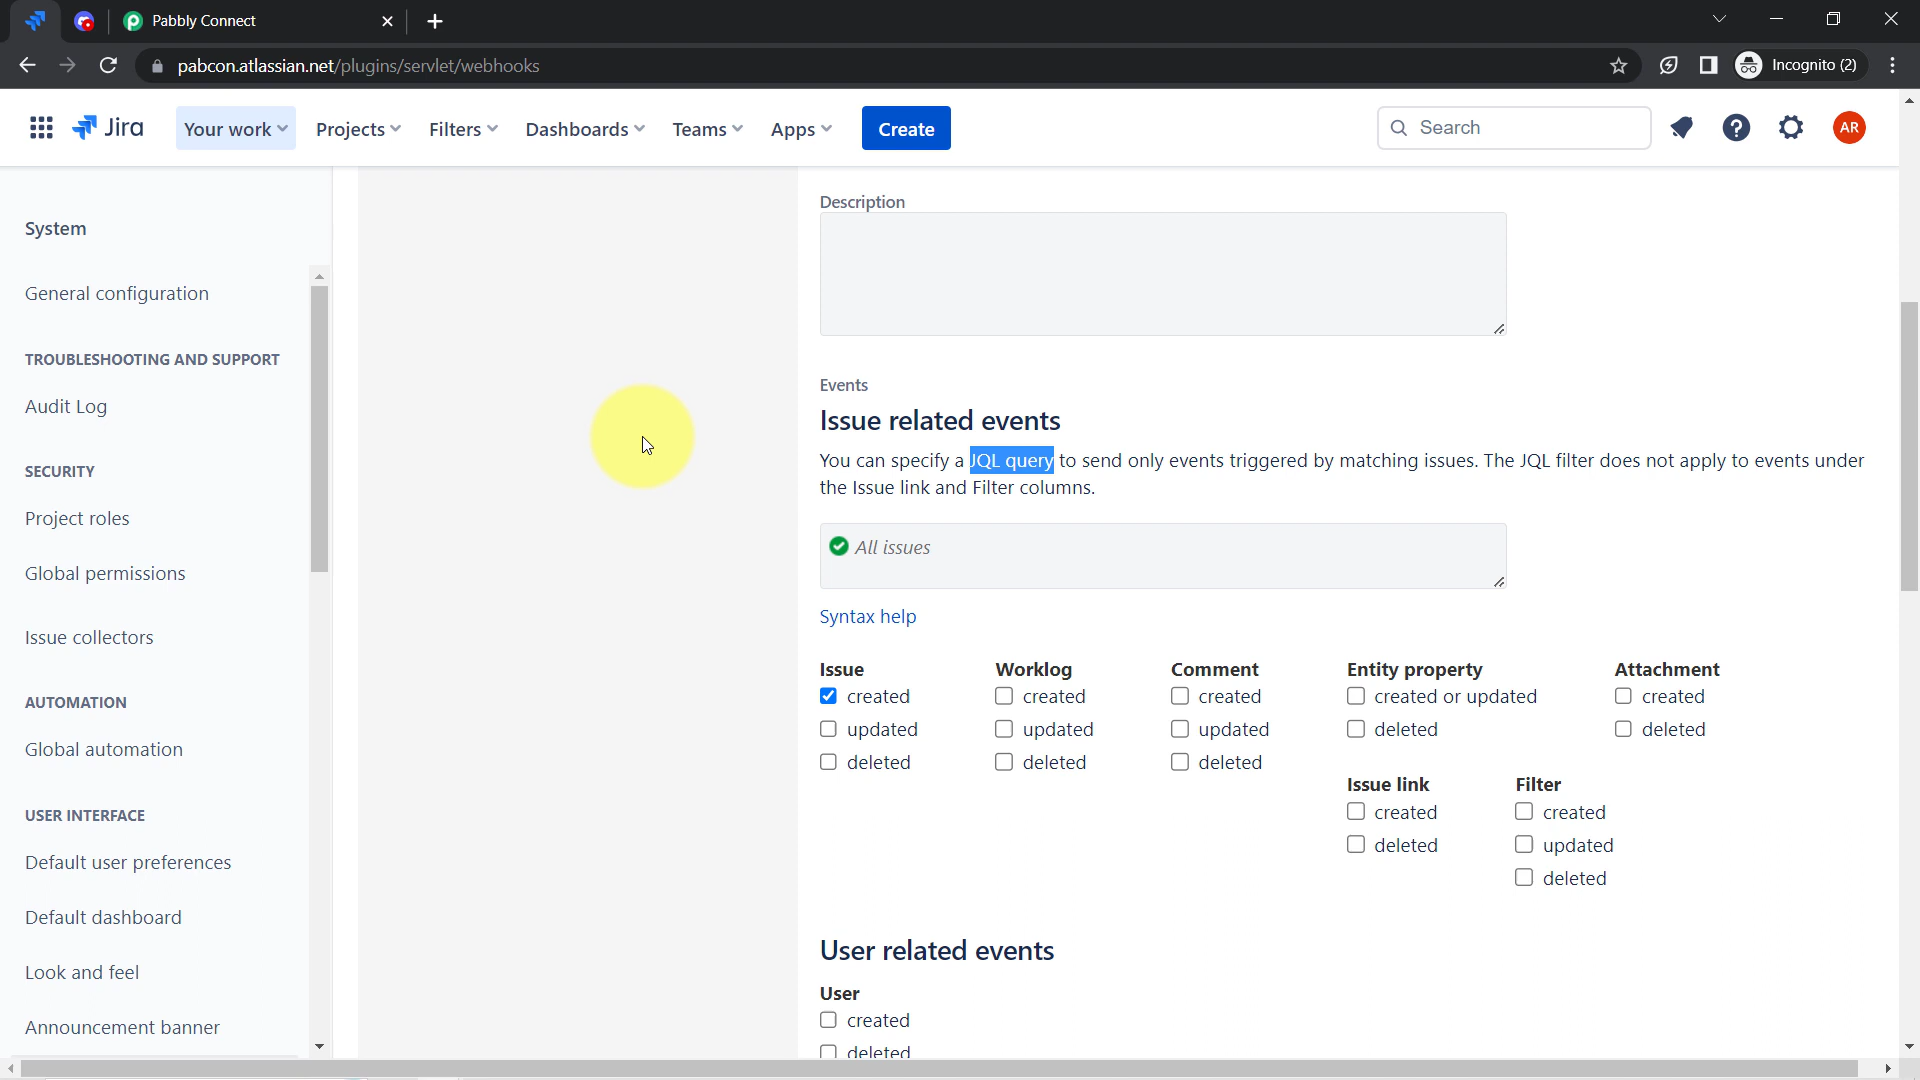 Pabbly Connect
pabcon.atlassian.net/plugins/servlet/webhooks
Incognito (2)
Jira
Your work
Projects
Filters
Dashboards
Teams
Apps
Create
Search
AR
System
General configuration
TROUBLESHOOTING AND SUPPORT
Audit Log
SECURITY
Project roles
Global permissions
Issue collectors
AUTOMATION
Global automation
USER INTERFACE
Default user preferences
Default dashboard
Look and feel
Announcement banner
Description
Events
Issue related events
You can specify a JQL query to send only events triggered by matching issues. The JQL filter does not apply to events under
the Issue link and Filter columns.
All issues
Syntax help
Issue
created
updated
deleted
Worklog
created
updated
deleted
Comment
created
updated
deleted
Entity property
created or updated
deleted
Attachment
created
deleted
Issue link
created
deleted
Filter
created
updated
deleted
User related events
User
created
deleted